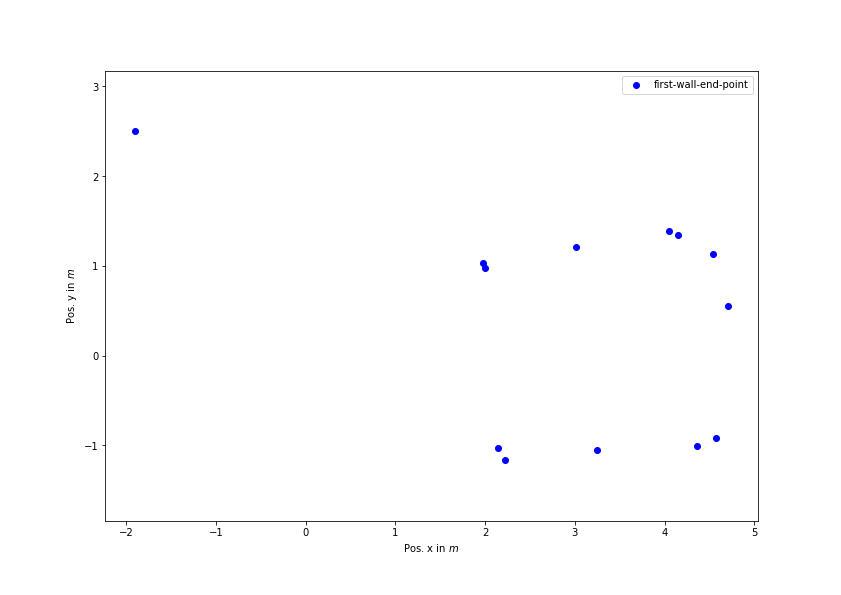 first-wall-end-point
3
2
1
0
−1
Pos. y in m
−2 −1 0 1 2 3 4 5
Pos. x in m